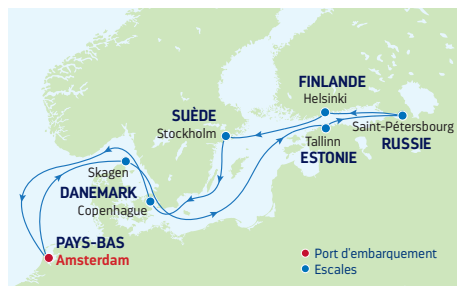 FINLANDE
Helsinki
SUÈDE
Stockholm
Saint-Pétersbourg
RUSSIE
Tallinn
ESTONIE
Skagen
DANEMARK
Copenhague
PAYS-BAS
Amsterdam
Port d'embarquement
Escales